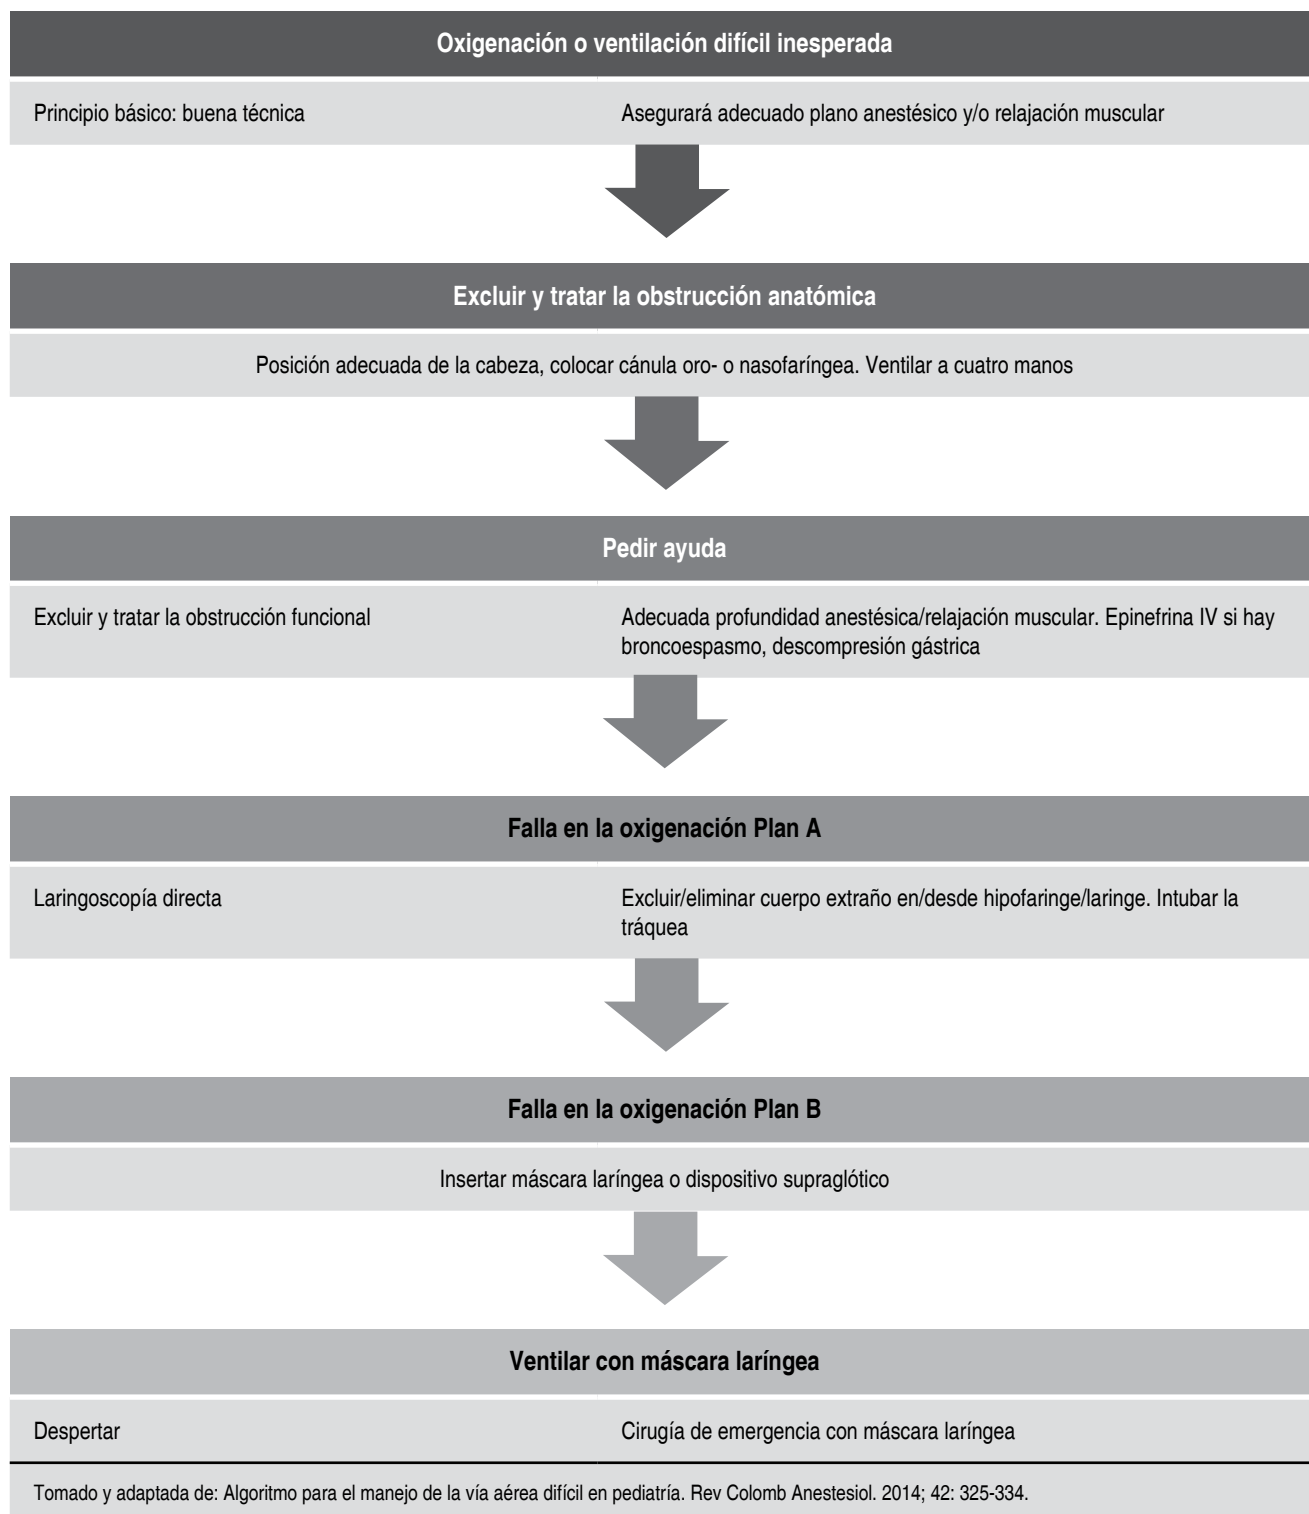 Oxigenación o ventilación difícil inesperada
Principio básico: buena técnica
Asegurará adecuado plano anestésico y/o relajación muscular
Excluir y tratar la obstrucción anatómica
Posición adecuada de la cabeza, colocar cánula oro- o nasofaríngea. Ventilar a cuatro manos
Pedir ayuda
Excluir y tratar la obstrucción funcional
Adecuada profundidad anestésica/relajación muscular. Epinefrina IV si hay
broncoespasmo, descompresión gástrica
Falla en la oxigenación Plan A
Laringoscopía directa
Excluir/eliminar cuerpo extraño en/desde hipofaringe/laringe. Intubar la
tráquea
Falla en la oxigenación Plan B
Insertar máscara laríngea o dispositivo supraglótico
Ventilar con máscara laríngea
Despertar
Cirugía de emergencia con máscara laríngea
Tomado y adaptada de: Algoritmo para el manejo de la vía aérea difícil en pediatría. Rev Colomb Anestesiol. 2014; 42: 325-334.